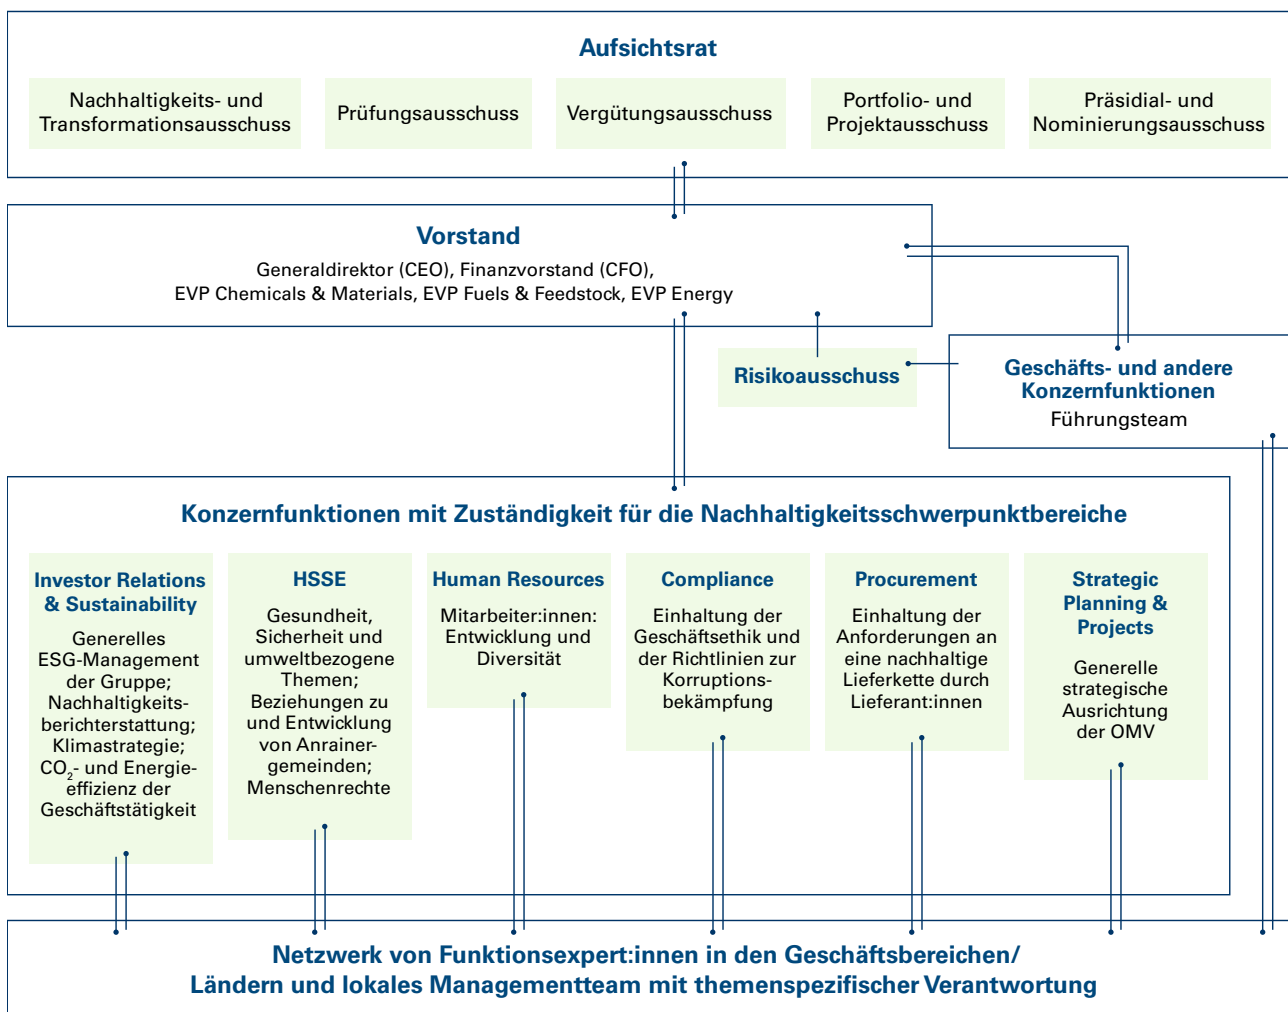 Aufsichtsrat
Nachhaltigkeits- und
Transformationsausschuss
Prüfungsausschuss
Vergütungsausschuss
Portfolio- und
Projektausschuss
Präsidial- und
Nominierungsausschuss
Vorstand
Generaldirektor (CEO), Finanzvorstand (CFO),
EVP Chemicals & Materials, EVP Fuels & Feedstock, EVP Energy
Risikoausschuss
Geschäfts- und andere
Konzernfunktionen
Führungsteam
Konzernfunktionen mit Zuständigkeit für die Nachhaltigkeitsschwerpunktbereiche
Investor Relations
& Sustainability
Generelles
ESG-Management
der Gruppe;
Nachhaltigkeits-
berichterstattung;
Klimastrategie;
CO₂- und Energie-
effizienz der
Geschäftstätigkeit
HSSE
Gesundheit,
Sicherheit und
umweltbezogene
Themen;
Beziehungen zu
und Entwicklung
von Anrainer-
gemeinden;
Menschenrechte
Human Resources
Mitarbeiter:innen:
Entwicklung und
Diversität
Compliance
Einhaltung der
Geschäftsethik und
der Richtlinien zur
Korruptions-
bekämpfung
Procurement
Einhaltung der
Anforderungen an
eine nachhaltige
Lieferkette durch
Lieferant:innen
Strategic
Planning &
Projects
Generelle
strategische
Ausrichtung
der OMV
Netzwerk von Funktionsexpert:innen in den Geschäftsbereichen/
Ländern und lokales Managementteam mit themenspezifischer Verantwortung